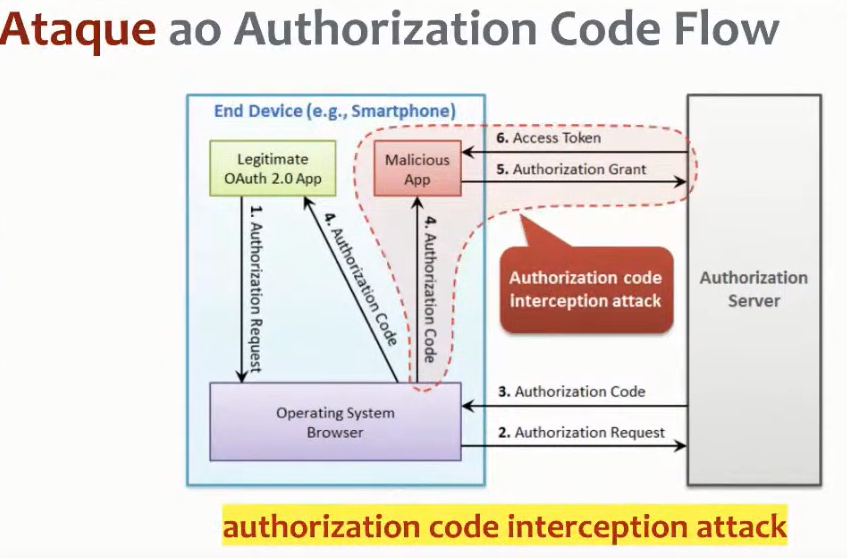 Ataque ao Authorization Code Flow
End Device (e.g., Smartphone)
Legitimate
OAuth 2.0 App
Malicious
App
6. Access Token
5. Authorization Grant
1. Authorization Request
4. Authorization Code
4. Authorization Code
Authorization code
interception attack
Authorization
Server
Operating System
Browser
3. Authorization Code
2. Authorization Request
authorization code interception attack